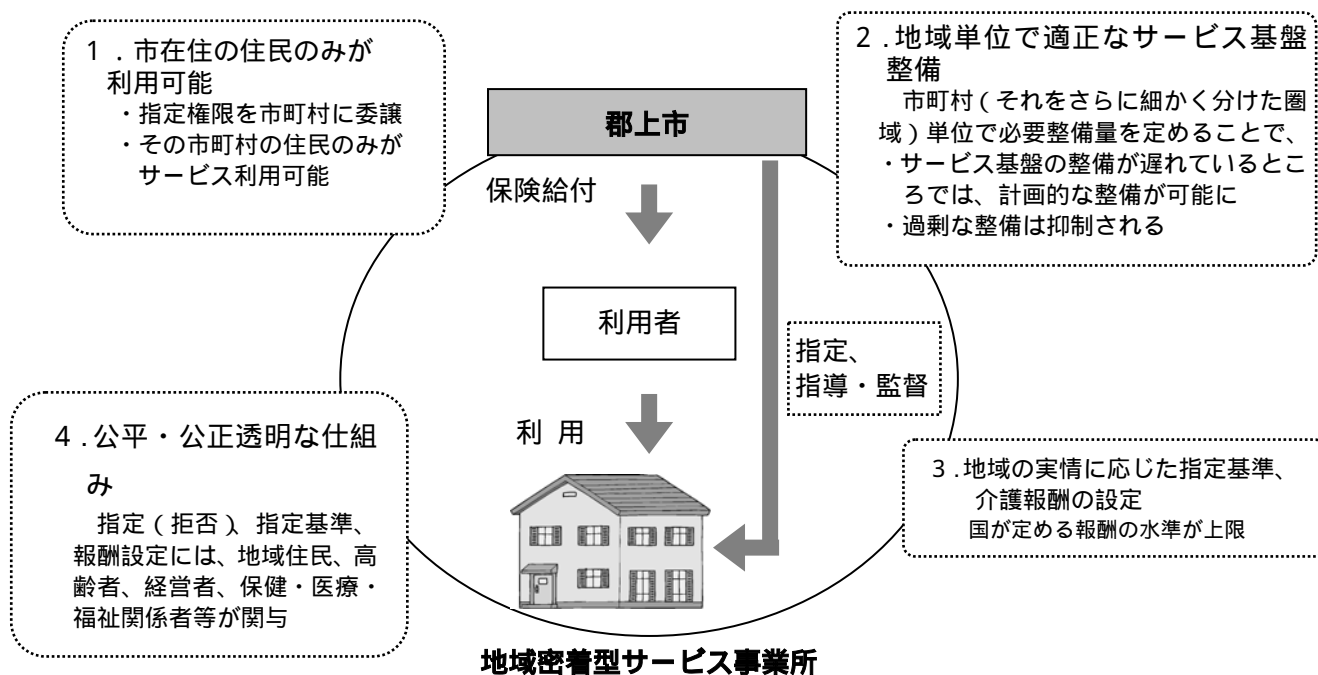 1．市在住の住民のみが
利用可能
・指定権限を市町村に委譲
・その市町村の住民のみが
サービス利用可能
2．地域単位で適正なサービス基盤
整備
市町村（それをさらに細かく分けた圏
域）単位で必要整備量を定めることで、
・サービス基盤の整備が遅れているとこ
ろでは、計画的な整備が可能に
・過剰な整備は抑制される
郡上市
保険給付
利用者
指定、
指導・監督
利 用
4．公平・公正透明な仕組
み
指定（拒否）、指定基準、
報酬設定には、地域住民、高
齢者、経営者、保健・医療・
福祉関係者等が関与
3．地域の実情に応じた指定基準、
介護報酬の設定
国が定める報酬の水準が上限
地域密着型サービス事業所